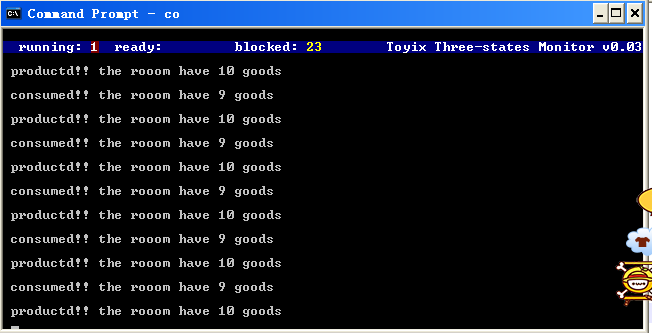 Command Prompt - co
running: 1 ready: blocked: 23 Toyix Three-states Monitor v0.03
productd!! the rooom have 10 goods
consumed!! the rooom have 9 goods
productd!! the rooom have 10 goods
consumed!! the rooom have 9 goods
productd!! the rooom have 10 goods
consumed!! the rooom have 9 goods
productd!! the rooom have 10 goods
consumed!! the rooom have 9 goods
productd!! the rooom have 10 goods
consumed!! the rooom have 9 goods
productd!! the rooom have 10 goods